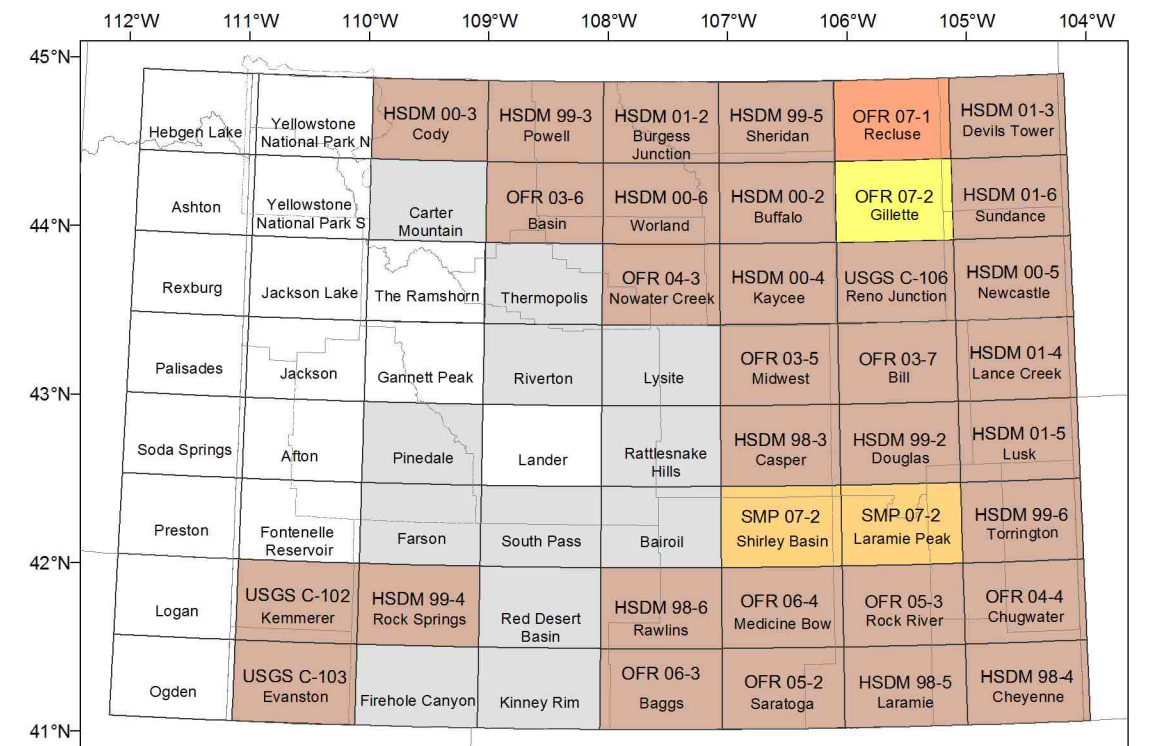 112°W 111°W 110°W 109°W 108°W 107°W 106°W 105°W 104°W
45°N
Hebgen Lake
Yellowstone
National Park N
HSDM 00-3
Cody
HSDM 99-3
Powell
HSDM 01-2
Burgess
Junction
HSDM 99-5
Sheridan
OFR 07-1
Recluse
HSDM 01-3
Devils Tower
44°N
Ashton
Yellowstone
National Park S
Carter
Mountain
OFR 03-6
Basin
HSDM 00-6
Worland
HSDM 00-2
Buffalo
OFR 07-2
Gillette
HSDM 01-6
Sundance
Rexburg
Jackson Lake
The Ramshorn
Thermopolis
OFR 04-3
Nowater Creek
HSDM 00-4
Kaycee
USGS C-106
Reno Junction
HSDM 00-5
Newcastle
43°N
Palisades
Jackson
Gannett Peak
Riverton
Lysite
OFR 03-5
Midwest
OFR 03-7
Bill
HSDM 01-4
Lance Creek
Soda Springs
Afton
Pinedale
Lander
Rattlesnake
Hills
HSDM 98-3
Casper
HSDM 99-2
Douglas
HSDM 01-5
Lusk
42°N
Preston
Fontenelle
Reservoir
Farson
South Pass
Bairoil
SMP 07-2
Shirley Basin
SMP 07-2
Laramie Peak
HSDM 99-6
Torrington
Logan
USGS C-102
Kemmerer
HSDM 99-4
Rock Springs
Red Desert
Basin
HSDM 98-6
Rawlins
OFR 06-4
Medicine Bow
OFR 05-3
Rock River
OFR 04-4
Chugwater
41°N
Ogden
USGS C-103
Evanston
Firehole Canyon
Kinney Rim
OFR 06-3
Baggs
OFR 05-2
Saratoga
HSDM 98-5
Laramie
HSDM 98-4
Cheyenne